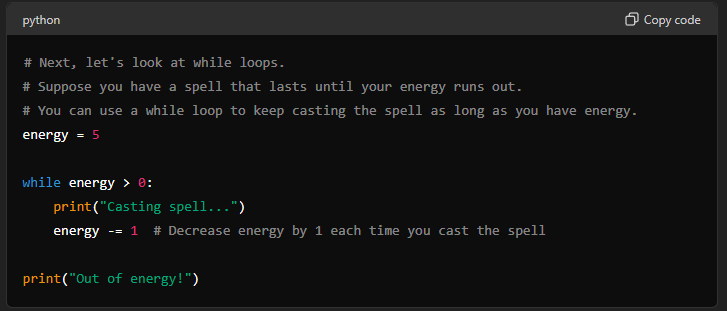 python
Copy code
# Next, let's look at while loops.
# Suppose you have a spell that lasts until your energy runs out.
# You can use a while loop to keep casting the spell as long as you have energy.
energy = 5
while energy > 0:
    print("Casting spell...")
    energy -= 1  # Decrease energy by 1 each time you cast the spell
print("Out of energy!")